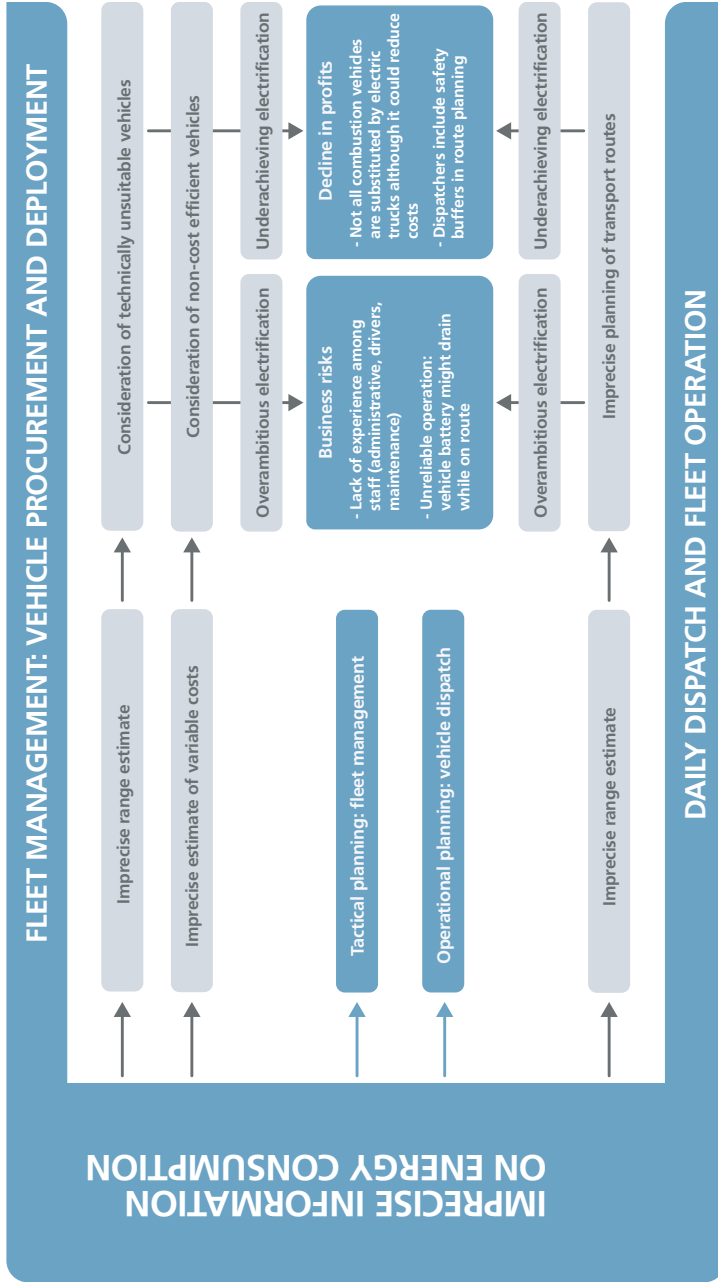 FLEET MANAGEMENT: VEHICLE PROCUREMENT AND DEPLOYMENT
IMPRECISE INFORMATION
ON ENERGY CONSUMPTION
Imprecise range estimate
Consideration of technically unsuitable vehicles
Imprecise estimate of variable costs
Consideration of non-cost efficient vehicles
Overambitious electrification
Underachieving electrification
Tactical planning: fleet management
Operational planning: vehicle dispatch
Business risks
- Lack of experience among
staff (administrative, drivers,
maintenance)
- Unreliable operation:
vehicle battery might drain
while on route
Decline in profits
- Not all combustion vehicles
are substituted by electric
trucks although it could reduce
costs
- Dispatchers include safety
buffers in route planning
Overambitious electrification
Underachieving electrification
Imprecise range estimate
Imprecise planning of transport routes
DAILY DISPATCH AND FLEET OPERATION